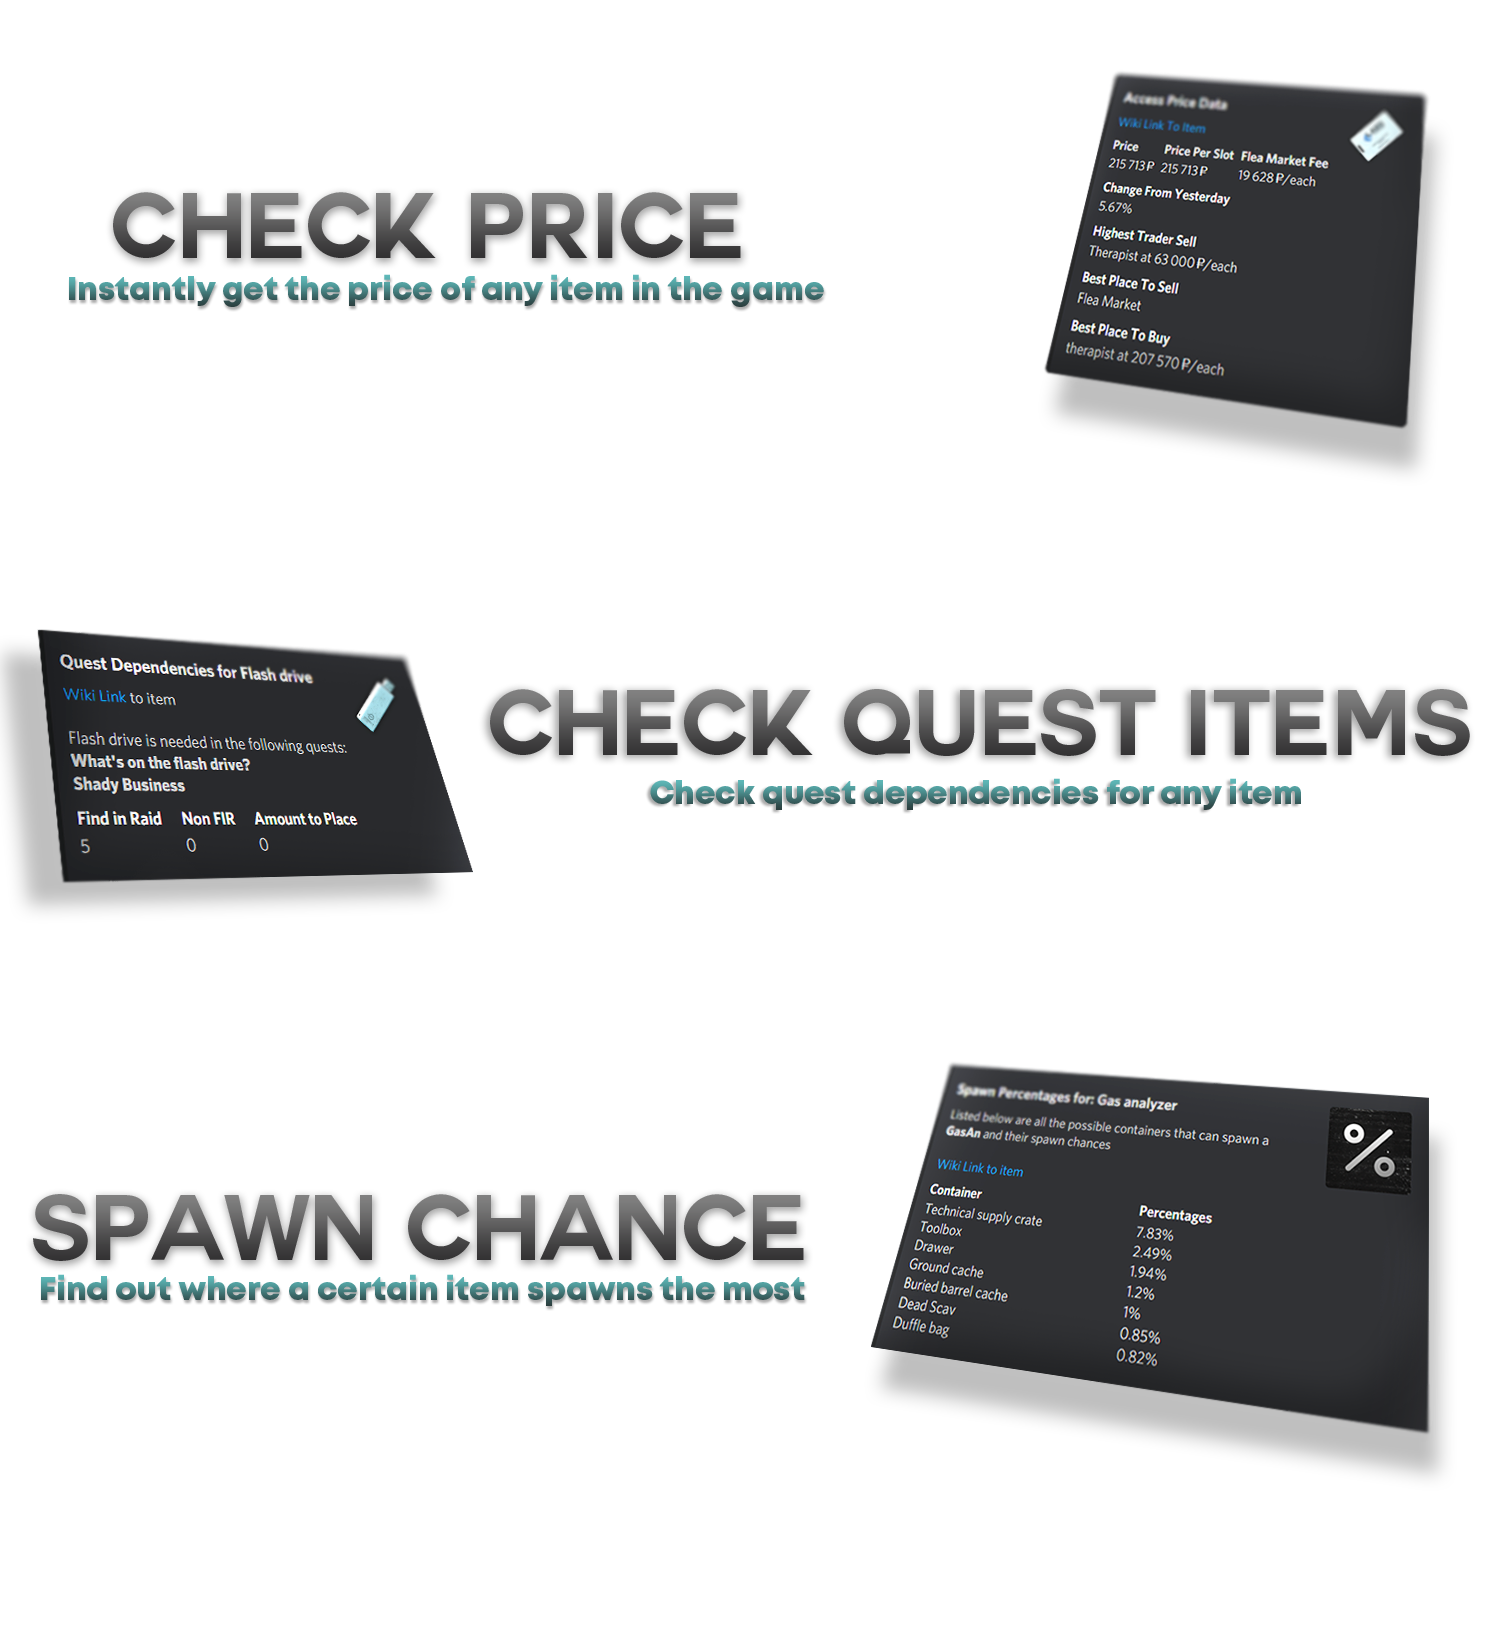 CHECK PRICE
Instantly get the price of any item in the game
Access Price Data
Wiki Link To Item
Price Price Per Slot Flea Market Fee
215 713₽ 215 713₽ 19 628 ₽/each
Change From Yesterday
5.67%
Highest Trader Sell
Therapist at 63 000 ₽/each
Best Place To Sell
Flea Market
Best Place To Buy
therapist at 207 570 ₽/each
Quest Dependencies for Flash drive
Wiki Link to item
Flash drive is needed in the following quests:
What's on the flash drive?
Shady Business
Find in Raid Non FIR Amount to Place
5 0 0
CHECK QUEST ITEMS
Check quest dependencies for any item
SPAWN CHANCE
Find out where a certain item spawns the most
Spawn Percentages for: Gas analyzer
Listed below are all the possible containers that can spawn a
GasAn and their spawn chances
Wiki Link to item
Container Percentages
Technical supply crate 7.83%
Toolbox 2.49%
Drawer 1.94%
Ground cache 1.2%
Buried barrel cache 1%
Dead Scav 0.85%
Duffle bag 0.82%
%